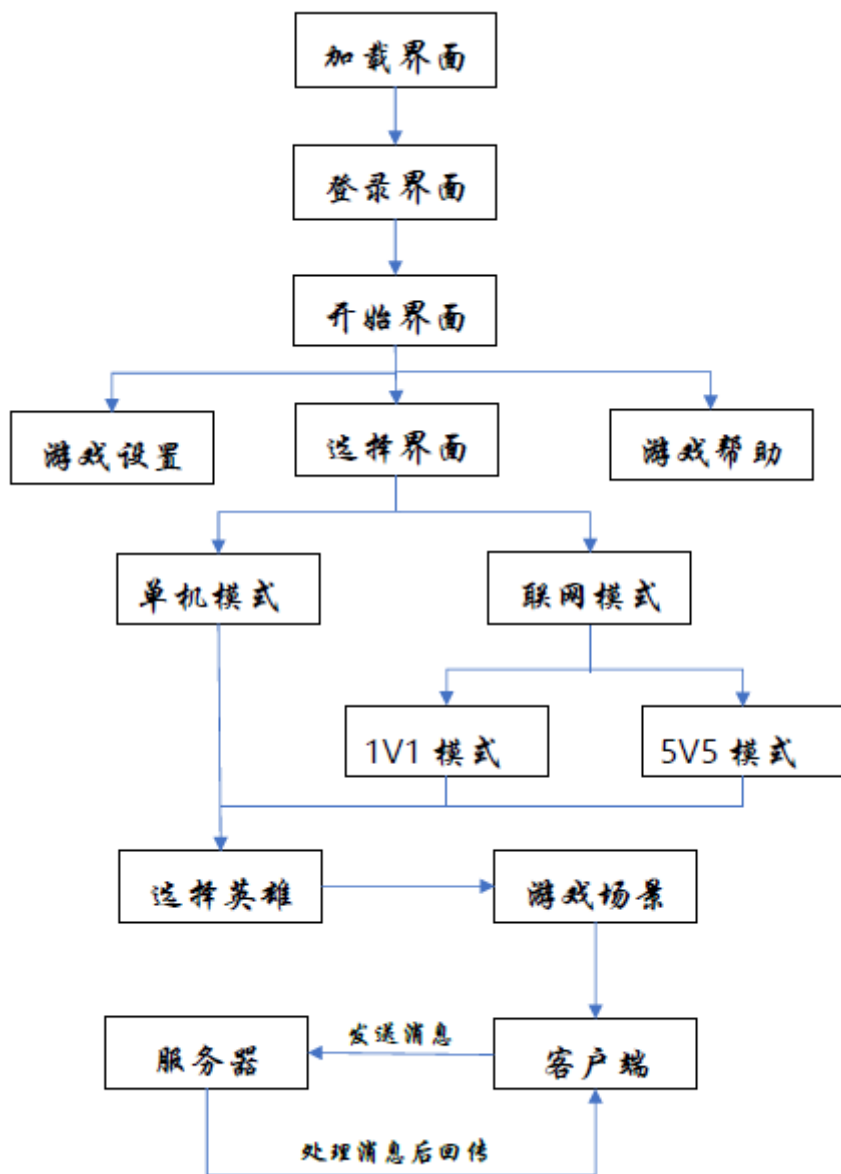 加载界面
登录界面
开始界面
游戏设置
选择界面
游戏帮助
单机模式
联网模式
1V1 模式
5V5 模式
选择英雄
游戏场景
发送消息
服务器
客户端
处理消息后回传